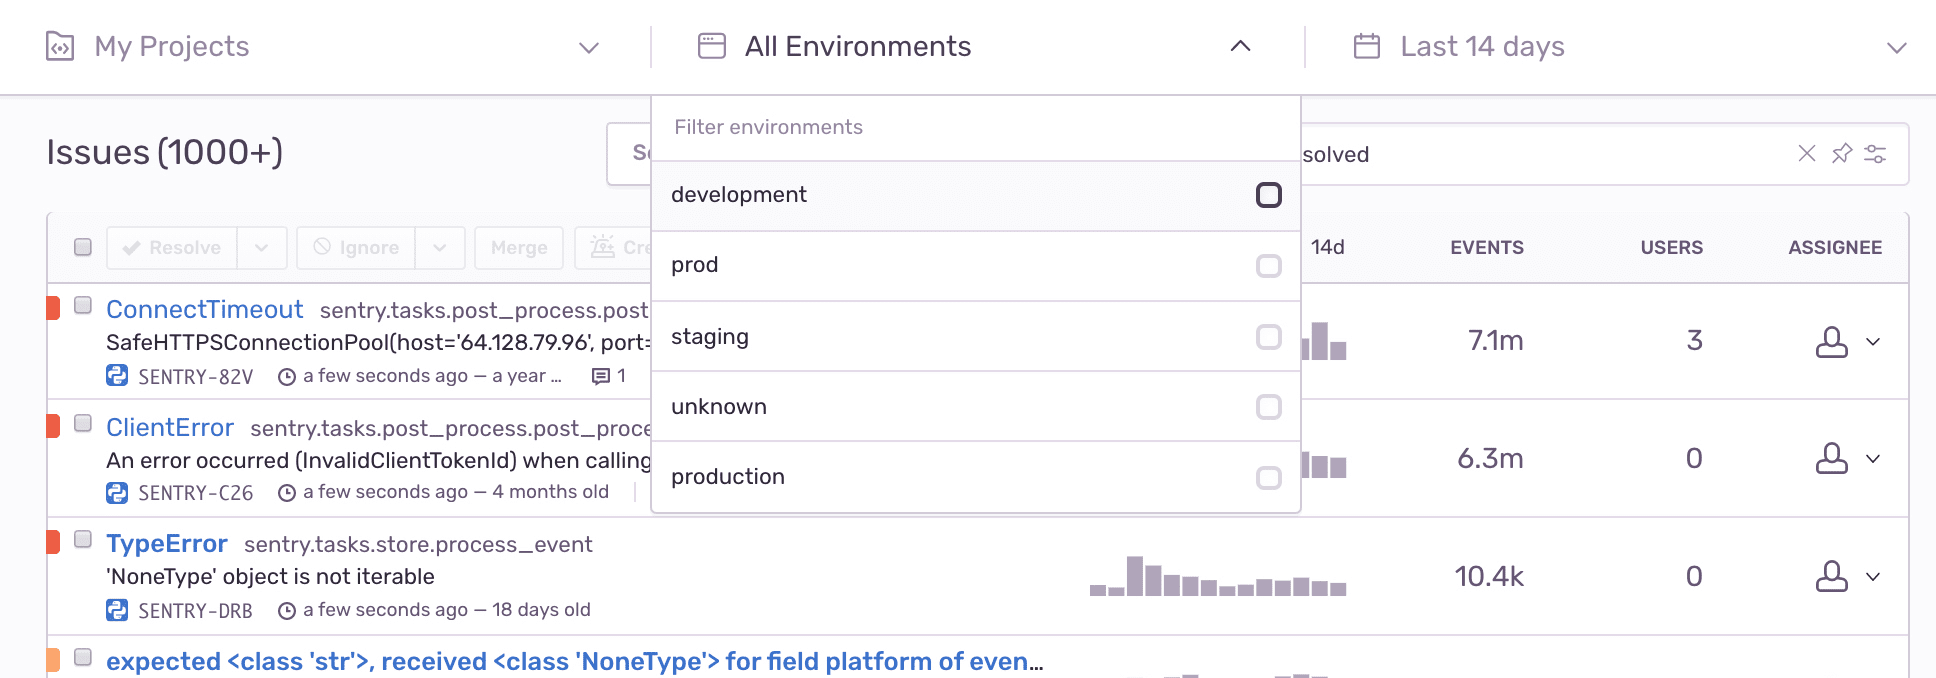 My Projects
All Environments
Last 14 days
Issues (1000+)
Filter environments
solved
development
prod
staging
unknown
production
Resolve
Ignore
Merge
14d
EVENTS
USERS
ASSIGNEE
ConnectTimeout sentry.tasks.post_process.post
SafeHTTPSConnectionPool(host='64.128.79.96', port=
SENTRY-82V a few seconds ago — a year ... 1
7.1m
3
ClientError sentry.tasks.post_process.post_proce
An error occurred (InvalidClientTokenId) when calling
SENTRY-C26 a few seconds ago — 4 months old
6.3m
0
TypeError sentry.tasks.store.process_event
'NoneType' object is not iterable
SENTRY-DRB a few seconds ago — 18 days old
10.4k
0
expected <class 'str'>, received <class 'NoneType'> for field platform of even...